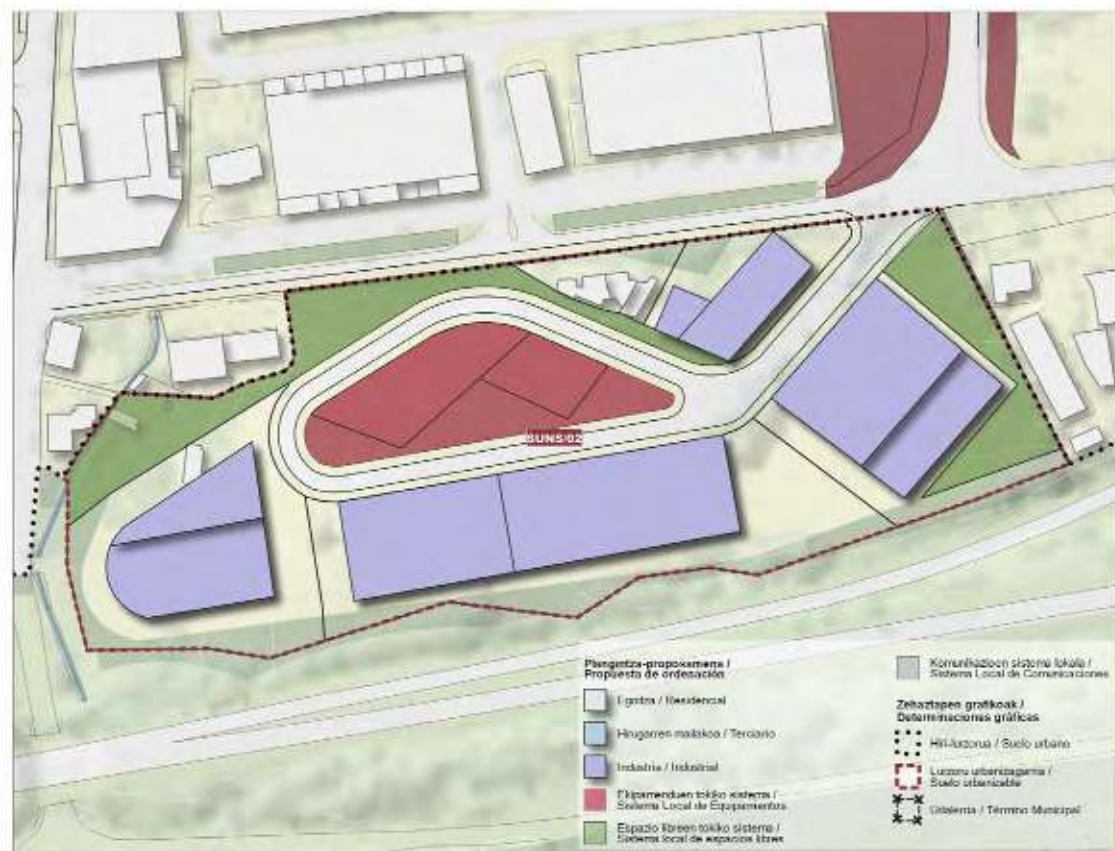 SUNS/02
Plangintza-proposamena /
Propuesta de ordenación
Egoitza / Residencial
Hirugarren mailakoa / Terciario
Industria / Industrial
Ekipamenduen tokiko sistema /
Sistema Local de Equipamentos
Espazio libreen tokiko sistema /
Sistema local de espacios libres
Komunikazioen sistema lokala /
Sistema Local de Comunicaciones
Zehaztapen grafikoak /
Determinaciones gráficas
Hiri-lurzorua / Suelo urbano
Lurzoru urbanizagarria /
Suelo urbanizable
Udalerria / Término Municipal